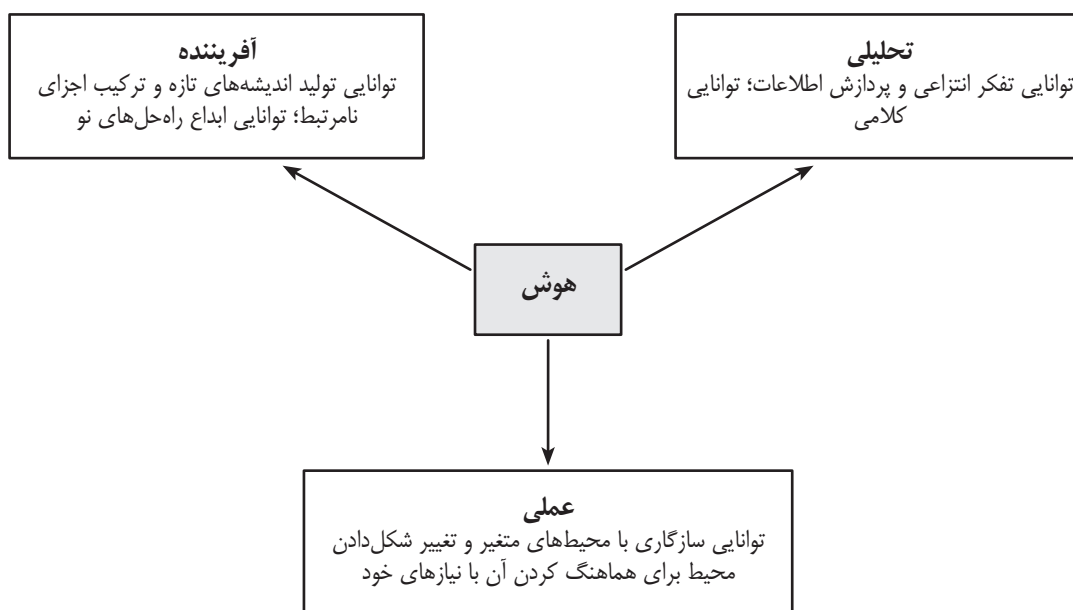 تحلیلی
توانایی تفکر انتزاعی و پردازش اطلاعات؛ توانایی
کلامی
آفریننده
توانایی تولید اندیشه‌های تازه و ترکیب اجزای
نامرتبط؛ توانایی ابداع راه‌حل‌های نو
هوش
عملی
توانایی سازگاری با محیط‌های متغیر و تغییر شکل‌دادن
محیط برای هماهنگ کردن آن با نیازهای خود